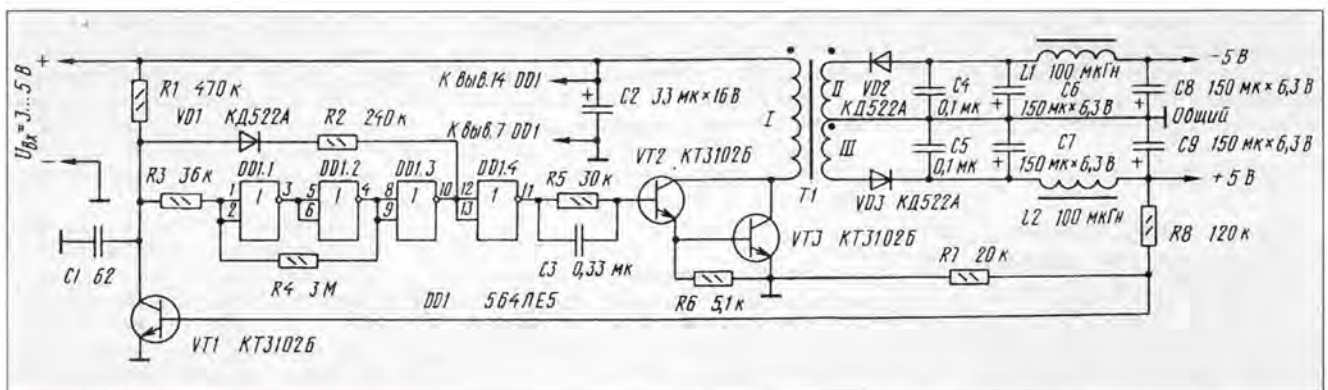 +
Uвх=3...5 В
−
R1 470 к
VD1 КД522А
R2 240 к
R3 36 к
C1 62
VT1 КТ3102Б
DD1.1
1
1
2
3
DD1.2
1
5
6
4
DD1.3
1
8
9
10
DD1.4
1
12
13
11
R4 3 М
DD1 564ЛЕ5
К выв.14 DD1
К выв.7 DD1
+
C2 33 мк×16 В
R5 30 к
C3 0,33 мк
VT2 КТ3102Б
VT3 КТ3102Б
R6 5,1 к
R7 20 к
I
II
III
T1
VD2
КД522А
VD3 КД522А
C4
0,1 мк
C5
0,1 мк
L1 100 мкГн
C6
+
150 мк×6,3 В
C7
+
150 мк×6,3 В
L2 100 мкГн
−5 В
C8 150 мк×6,3 В
+
Общий
C9 150 мк×6,3 В
+
+5 В
R8 120 к